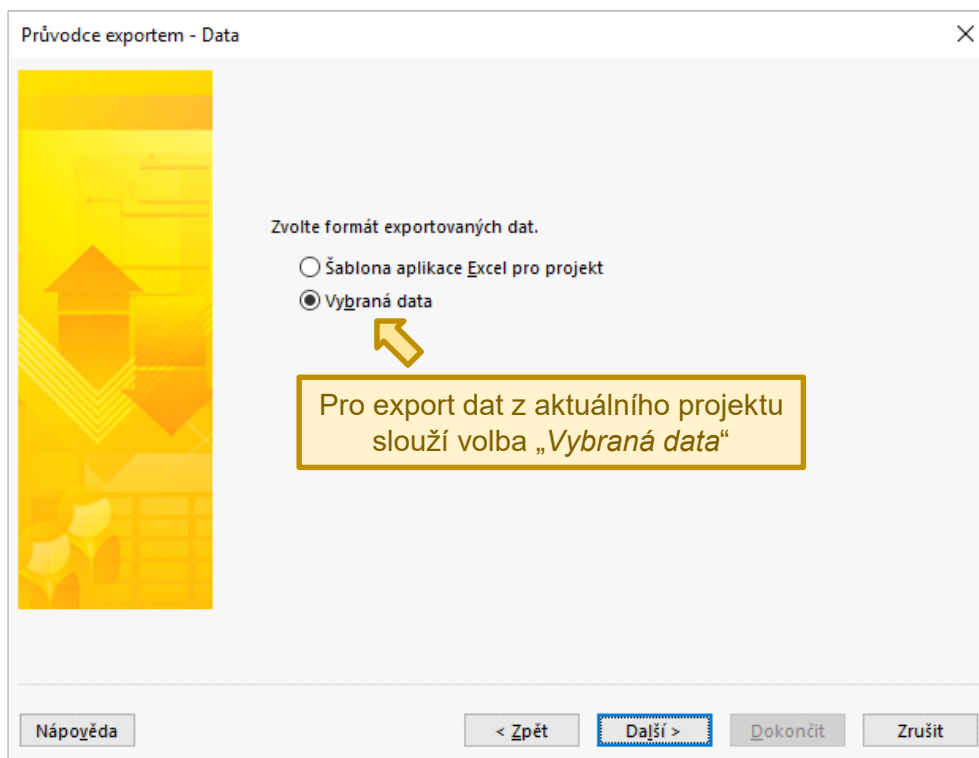 Průvodce exportem - Data
Zvolte formát exportovaných dat.
Šablona aplikace Excel pro projekt
Vybraná data
Pro export dat z aktuálního projektu
slouží volba „Vybraná data“
Nápověda
< Zpět
Další >
Dokončit
Zrušit